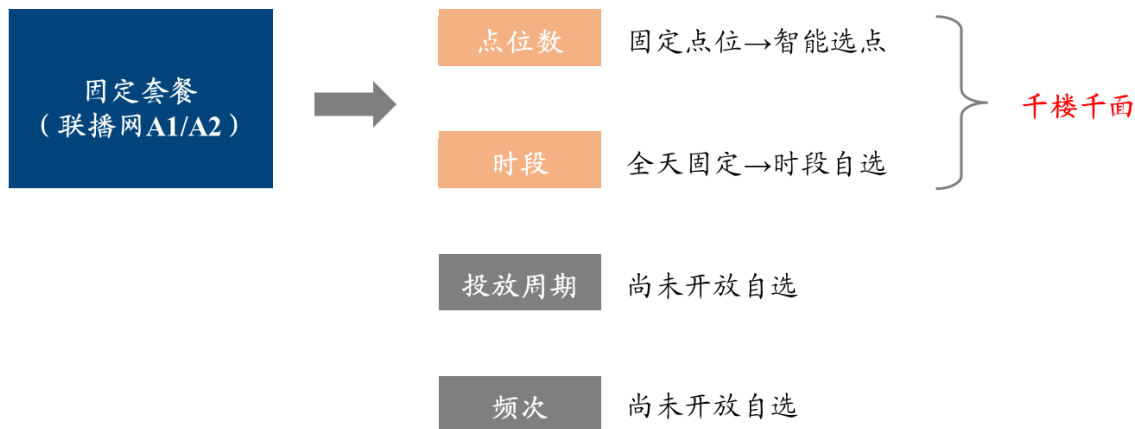 固定套餐
（联播网A1/A2）
点位数
固定点位→智能选点
时段
全天固定→时段自选
千楼千面
投放周期
尚未开放自选
频次
尚未开放自选